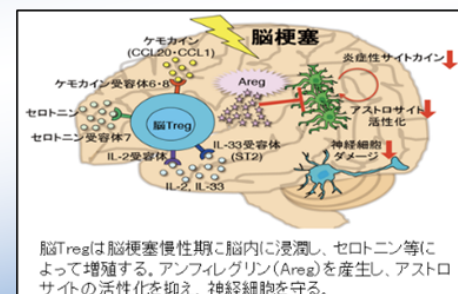 脳梗塞
ケモカイン
(CCL20・CCL1)
炎症性サイトカイン
Areg
ケモカイン受容体6・8
アストロサイト
活性化
セロトニン
脳Treg
セロトニン受容体7
IL-2受容体
IL-33受容体
(ST2)
神経細胞
ダメージ
IL-2, IL-33
脳Tregは脳梗塞慢性期に脳内に浸潤し、セロトニン等に
よって増殖する。アンフィレグリン(Areg)を産生し、アストロ
サイトの活性化を抑え、神経細胞を守る。